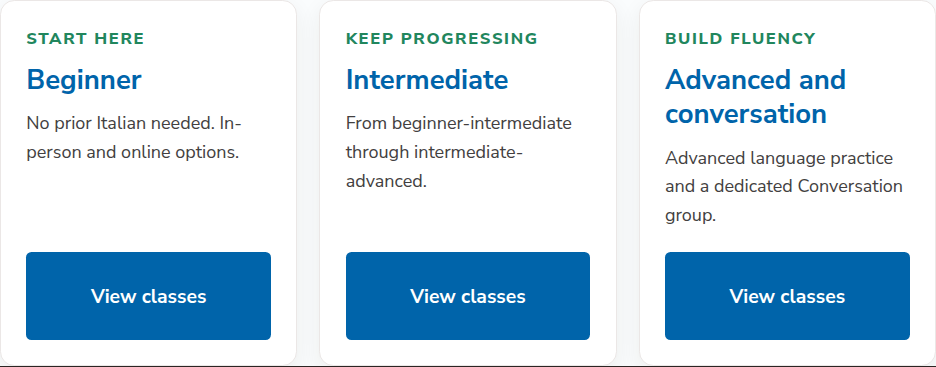 START HERE
Beginner
No prior Italian needed. In-
person and online options.
View classes
KEEP PROGRESSING
Intermediate
From beginner-intermediate
through intermediate-
advanced.
View classes
BUILD FLUENCY
Advanced and
conversation
Advanced language practice
and a dedicated Conversation
group.
View classes